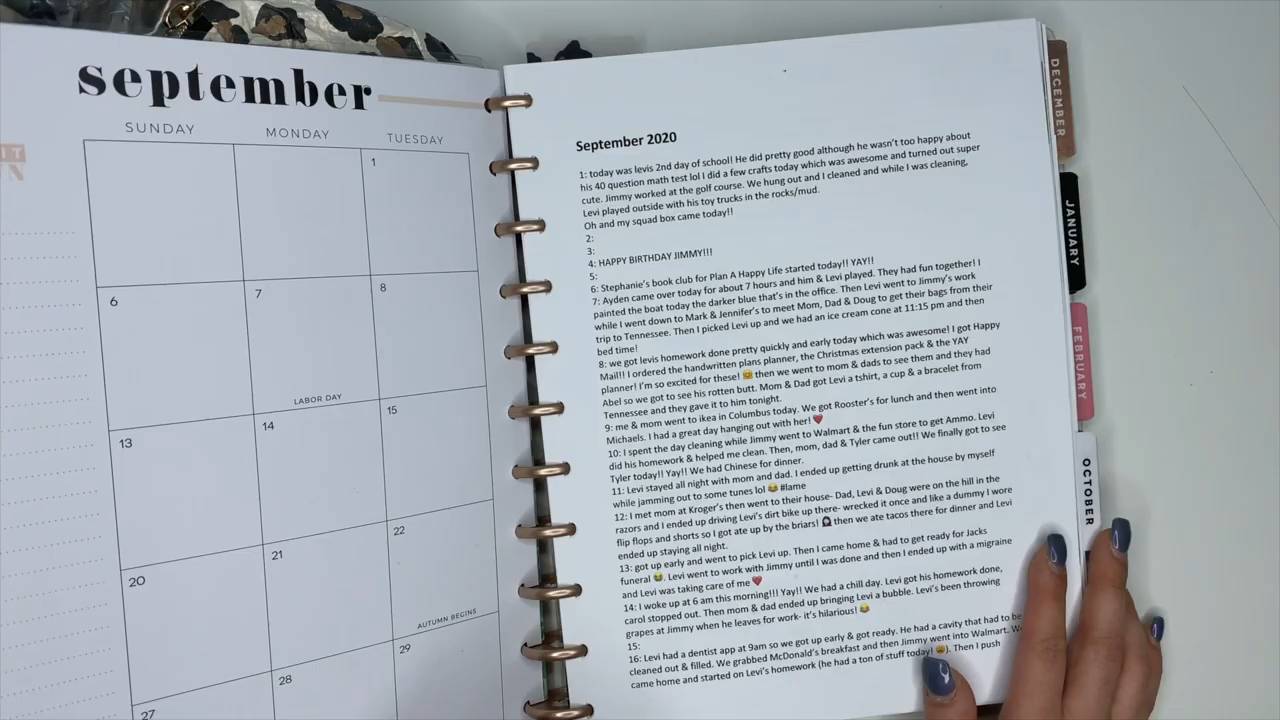 september
SUNDAY MONDAY TUESDAY
1
6 7 8
LABOR DAY
13 14 15
20 21 22
AUTUMN BEGINS
27 28 29
September 2020
1: today was levis 2nd day of school! He did pretty good although he wasn't too happy about
his 40 question math test lol I did a few crafts today which was awesome and turned out super
cute. Jimmy worked at the golf course. We hung out and I cleaned and while I was cleaning,
Levi played outside with his toy trucks in the rocks/mud.
Oh and my squad box came today!!
2:
3:
4: HAPPY BIRTHDAY JIMMY!!!
5:
6: Stephanie's book club for Plan A Happy Life started today!! YAY!!
7: Ayden came over today for about 7 hours and him & Levi played. They had fun together! I
painted the boat today the darker blue that's in the office. Then Levi went to Jimmy's work
while I went down to Mark & Jennifer's to meet Mom, Dad & Doug to get their bags from their
trip to Tennessee. Then I picked Levi up and we had an ice cream cone at 11:15 pm and then
bed time!
8: we got levis homework done pretty quickly and early today which was awesome! I got Happy
Mail!! I ordered the handwritten plans planner, the Christmas extension pack & the YAY
planner! I'm so excited for these! 🤗 then we went to mom & dads to see them and they had
Abel so we got to see his rotten butt. Mom & Dad got Levi a tshirt, a cup & a bracelet from
Tennessee and they gave it to him tonight.
9: me & mom went to ikea in Columbus today. We got Rooster's for lunch and then went into
Michaels. I had a great day hanging out with her! ❤️
10: I spent the day cleaning while Jimmy went to Walmart & the fun store to get Ammo. Levi
did his homework & helped me clean. Then, mom, dad & Tyler came out!! We finally got to see
Tyler today!! Yay!! We had Chinese for dinner.
11: Levi stayed all night with mom and dad. I ended up getting drunk at the house by myself
while jamming out to some tunes lol 😂 #lame
12: I met mom at Kroger's then went to their house- Dad, Levi & Doug were on the hill in the
razors and I ended up driving Levi's dirt bike up there- wrecked it once and like a dummy I wore
flip flops and shorts so I got ate up by the briars! 🤦🏻‍♀️ then we ate tacos there for dinner and Levi
ended up staying all night.
13: got up early and went to pick Levi up. Then I came home & had to get ready for Jacks
funeral 😭. Levi went to work with Jimmy until I was done and then I ended up with a migraine
and Levi was taking care of me ❤️
14: I woke up at 6 am this morning!!! Yay!! We had a chill day. Levi got his homework done,
carol stopped out. Then mom & dad ended up bringing Levi a bubble. Levi's been throwing
grapes at Jimmy when he leaves for work- it's hilarious! 😂
15:
16: Levi had a dentist app at 9am so we got up early & got ready. He had a cavity that had to be
cleaned out & filled. We grabbed McDonald's breakfast and then Jimmy went into Walmart.
came home and started on Levi's homework (he had a ton of stuff today! 😩). Then I push
DECEMBER
JANUARY
FEBRUARY
OCTOBER